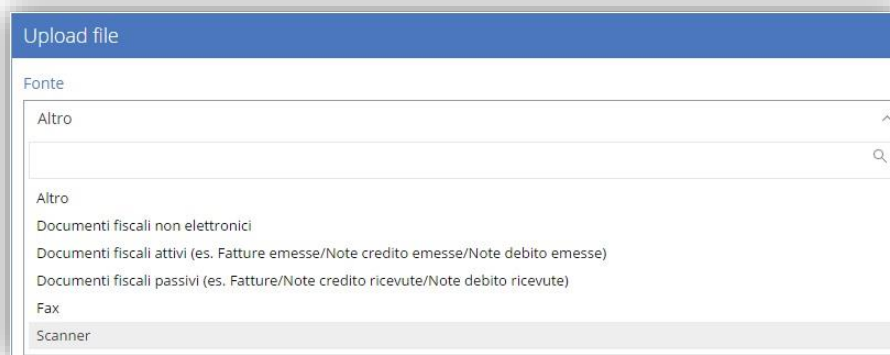 Upload file
Fonte
Altro
Altro
Documenti fiscali non elettronici
Documenti fiscali attivi (es. Fatture emesse/Note credito emesse/Note debito emesse)
Documenti fiscali passivi (es. Fatture/Note credito ricevute/Note debito ricevute)
Fax
Scanner